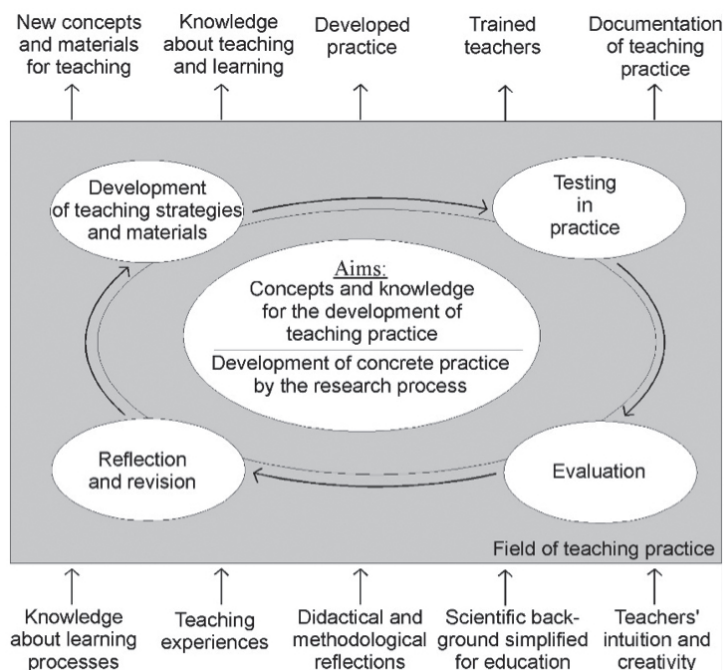 New concepts
and materials
for teaching
Knowledge
about teaching
and learning
Developed
practice
Trained
teachers
Documentation
of teaching
practice
Development
of teaching strategies
and materials
Testing
in
practice
Aims:
Concepts and knowledge
for the development of
teaching practice
Development of concrete practice
by the research process
Reflection
and revision
Evaluation
Field of teaching practice
Knowledge
about learning
processes
Teaching
experiences
Didactical and
methodological
reflections
Scientific back-
ground simplified
for education
Teachers'
intuition and
creativity